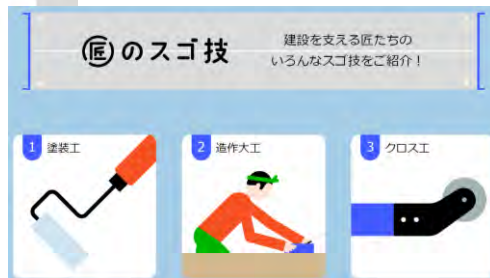 匠のスゴ技
建設を支える匠たちの
いろんなスゴ技をご紹介！
1 塗装工
2 造作大工
3 クロス工